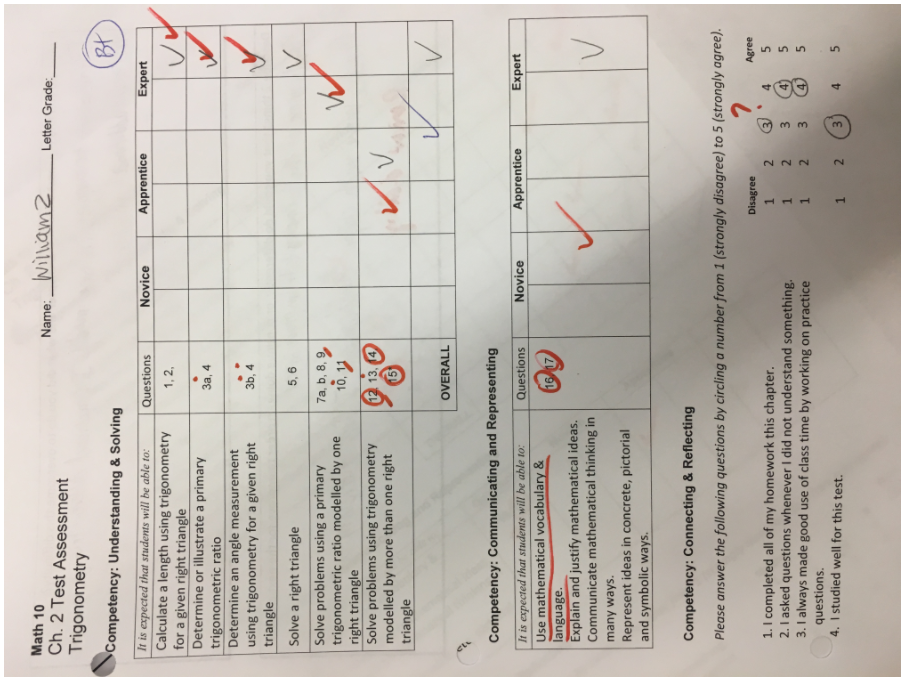 Math 10
Ch. 2 Test Assessment
Trigonometry
Name: William 2 Letter Grade:
B+
Competency: Understanding & Solving
It is expected that students will be able to: Questions Novice Apprentice Expert
Calculate a length using trigonometry
for a given right triangle
1, 2,
Determine or illustrate a primary
trigonometric ratio
3a, 4
Determine an angle measurement
using trigonometry for a given right
triangle
3b, 4
Solve a right triangle
5, 6
Solve problems using a primary
trigonometric ratio modelled by one
right triangle
7a, b, 8, 9,
10, 11
Solve problems using trigonometry
modelled by more than one right
triangle
12, 13, 14
15
OVERALL
Competency: Communicating and Representing
It is expected that students will be able to: Questions Novice Apprentice Expert
Use mathematical vocabulary &
language.
Explain and justify mathematical ideas.
Communicate mathematical thinking in
many ways.
Represent ideas in concrete, pictorial
and symbolic ways.
16, 17
Competency: Connecting & Reflecting
Please answer the following questions by circling a number from 1 (strongly disagree) to 5 (strongly agree).
Disagree Agree
?
1. I completed all of my homework this chapter. 1 2 3 4 5
2. I asked questions whenever I did not understand something. 1 2 3 4 5
3. I always made good use of class time by working on practice 1 2 3 4 5
questions.
4. I studied well for this test. 1 2 3 4 5